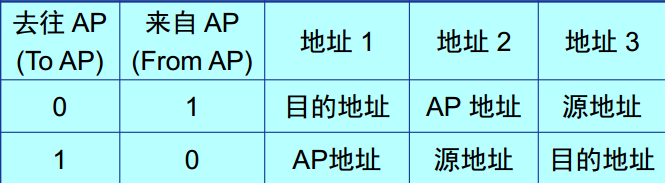 去往 AP 来自 AP 地址 1 地址 2 地址 3
(To AP) (From AP)
0 1 目的地址 AP 地址 源地址
1 0 AP地址 源地址 目的地址